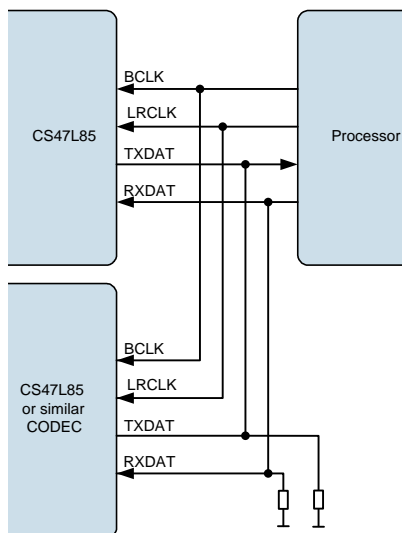 BCLK
LRCLK
CS47L85
Processor
TXDAT
RXDAT
BCLK
LRCLK
CS47L85
or similar
CODEC
TXDAT
RXDAT